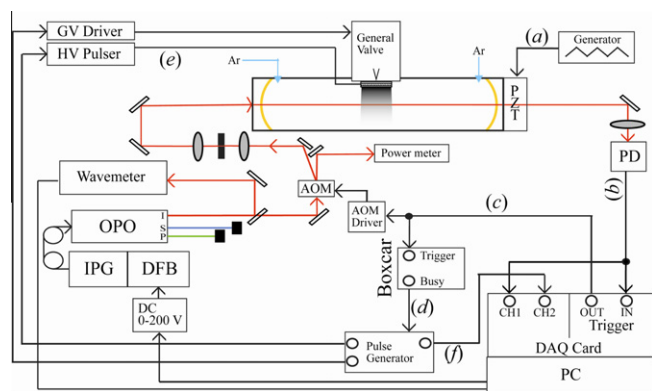 GV Driver
HV Pulser
(e)
General
Valve
(a)
Generator
Ar
Ar
PZT
PD
(b)
Power meter
Wavemeter
AOM
AOM
Driver
(c)
OPO
I
S
P
Boxcar
Trigger
Busy
(d)
IPG
DFB
DC
0-200 V
Pulse
Generator
(f)
CH1
CH2
OUT
IN
Trigger
DAQ Card
PC